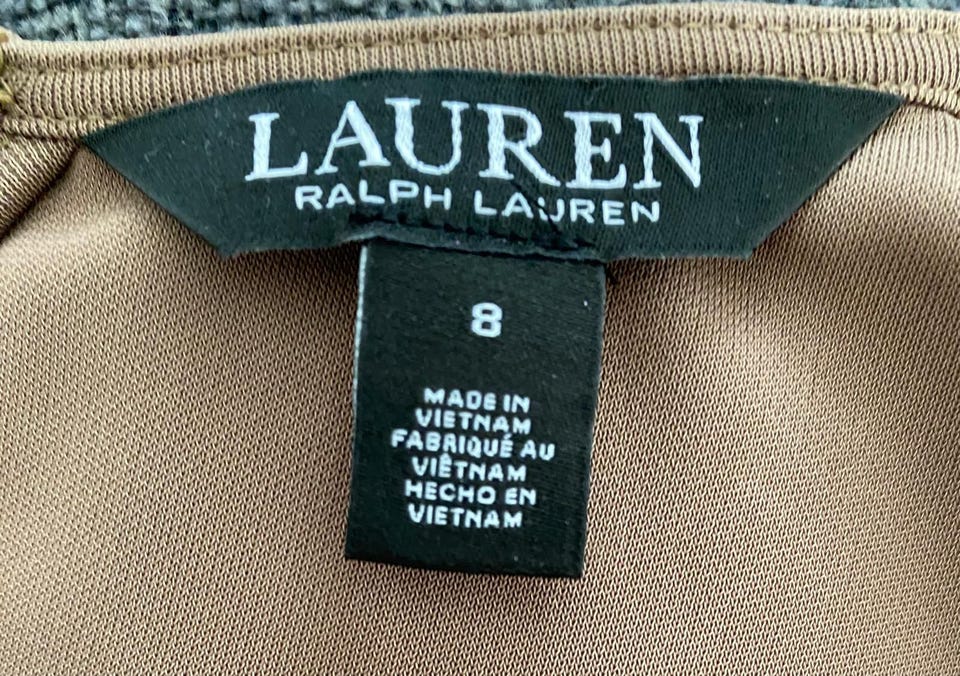 LAUREN
RALPH LAUREN
8
MADE IN
VIETNAM
FABRIQUÉ AU
VIÊTNAM
HECHO EN
VIETNAM